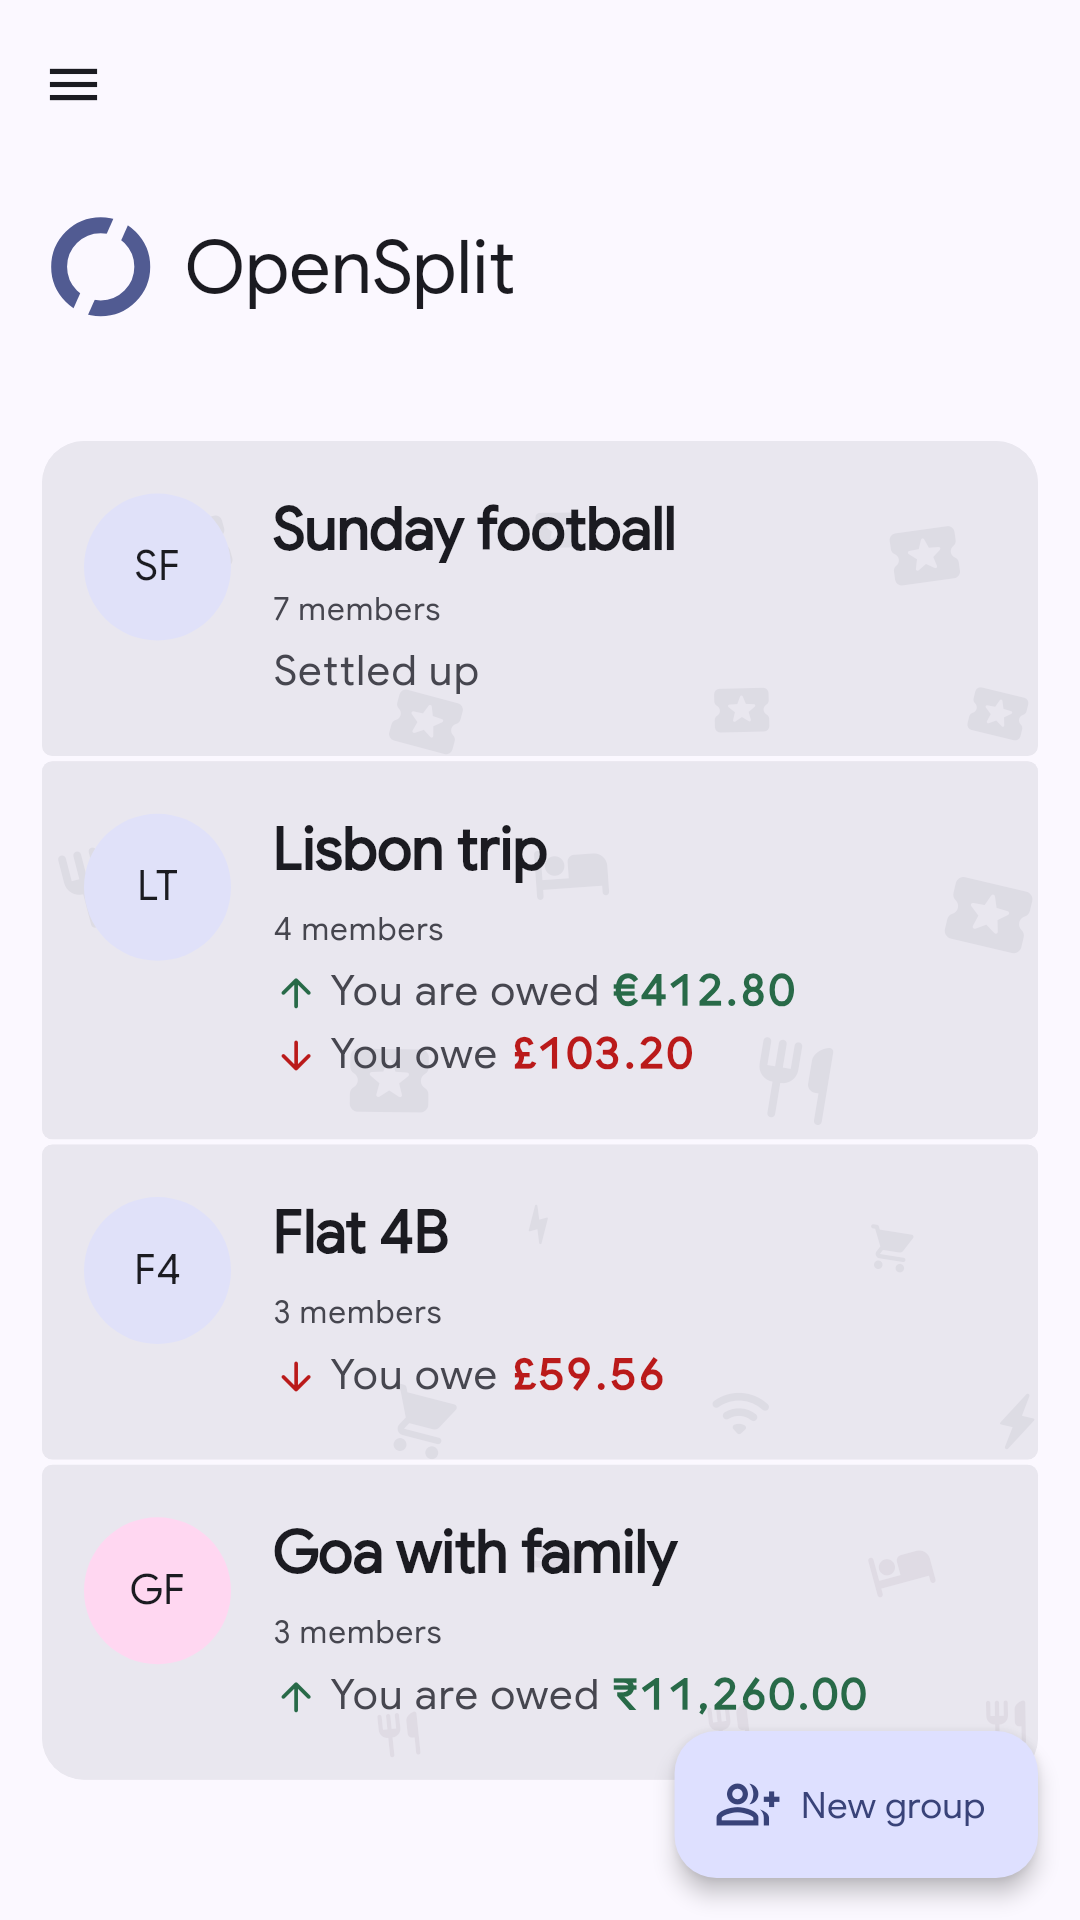 OpenSplit
SF
Sunday football
7 members
Settled up
LT
Lisbon trip
4 members
You are owed €412.80
You owe £103.20
F4
Flat 4B
3 members
You owe £59.56
GF
Goa with family
3 members
You are owed ₹11,260.00
New group